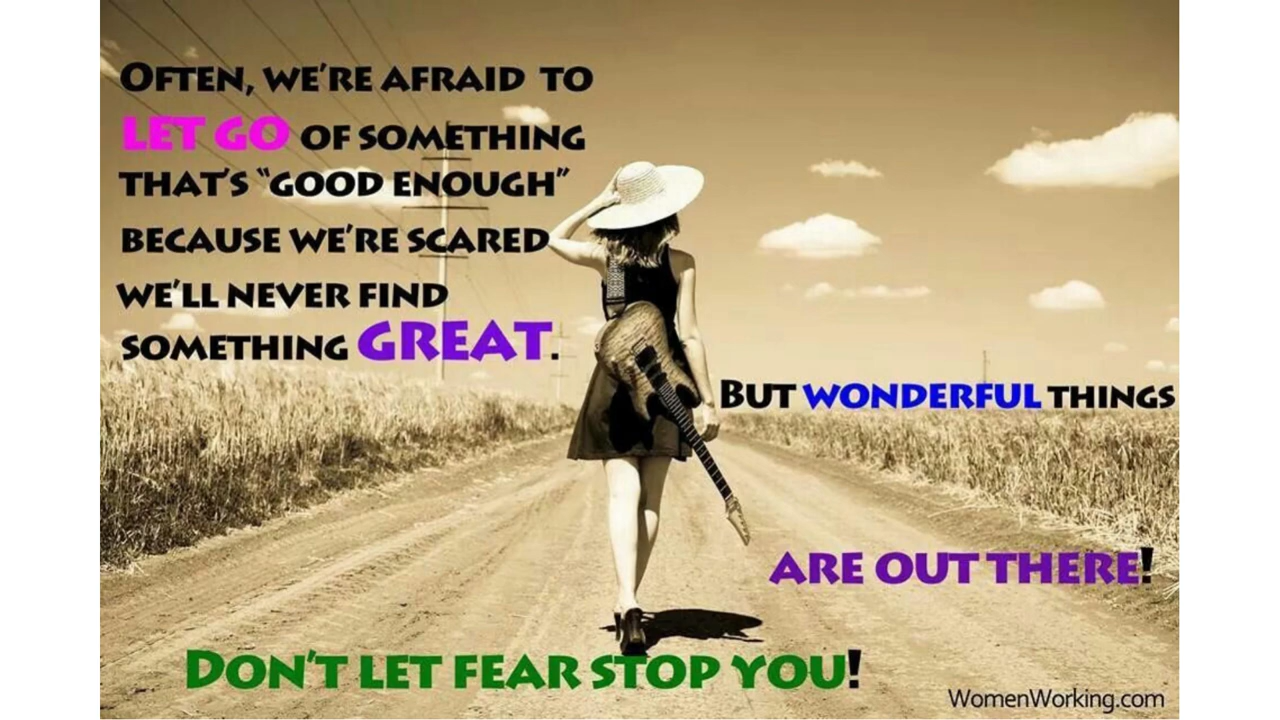 Often, we're afraid to
LET GO of something
that's "good enough"
because we're scared
we'll never find
something GREAT.
But wonderful things
are out there!
Don't let fear stop you!
WomenWorking.com